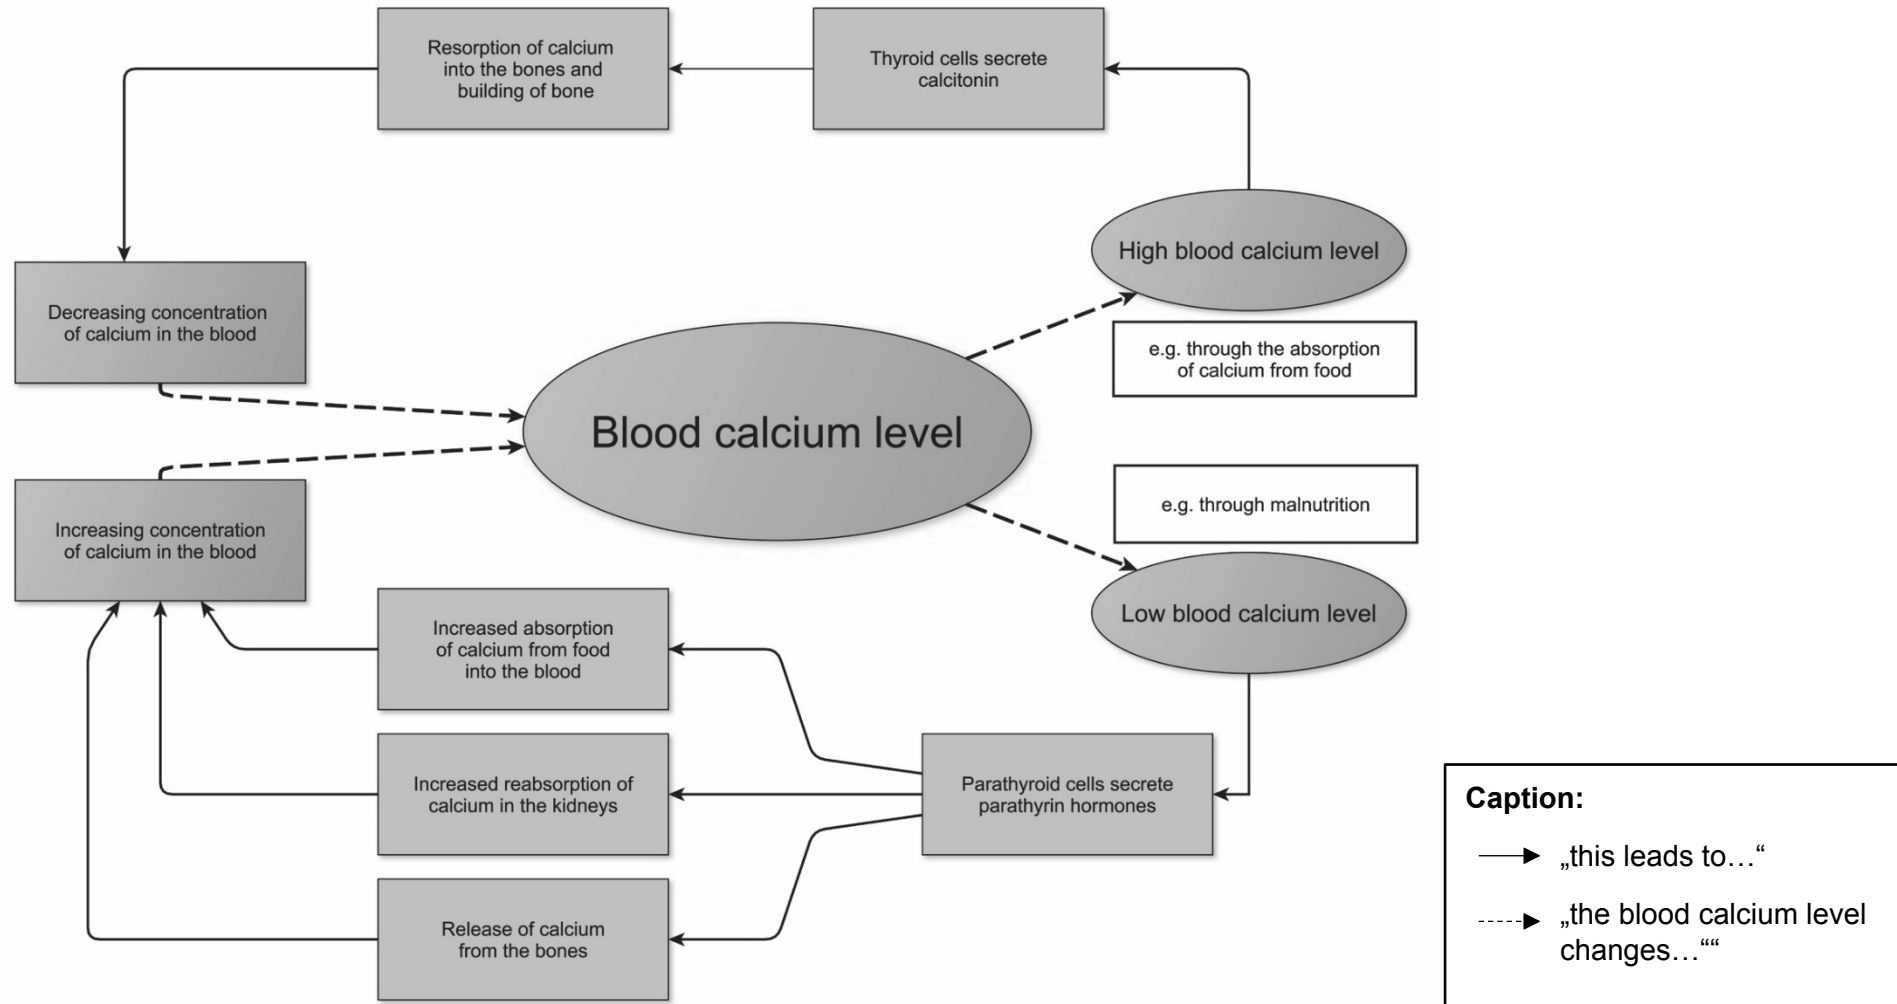 Resorption of calcium
into the bones and
building of bone
Thyroid cells secrete
calcitonin
High blood calcium level
Decreasing concentration
of calcium in the blood
e.g. through the absorption
of calcium from food
Blood calcium level
e.g. through malnutrition
Increasing concentration
of calcium in the blood
Low blood calcium level
Increased absorption
of calcium from food
into the blood
Increased reabsorption of
calcium in the kidneys
Parathyroid cells secrete
parathyrin hormones
Release of calcium
from the bones
Caption:
„this leads to…“
„the blood calcium level
changes…““